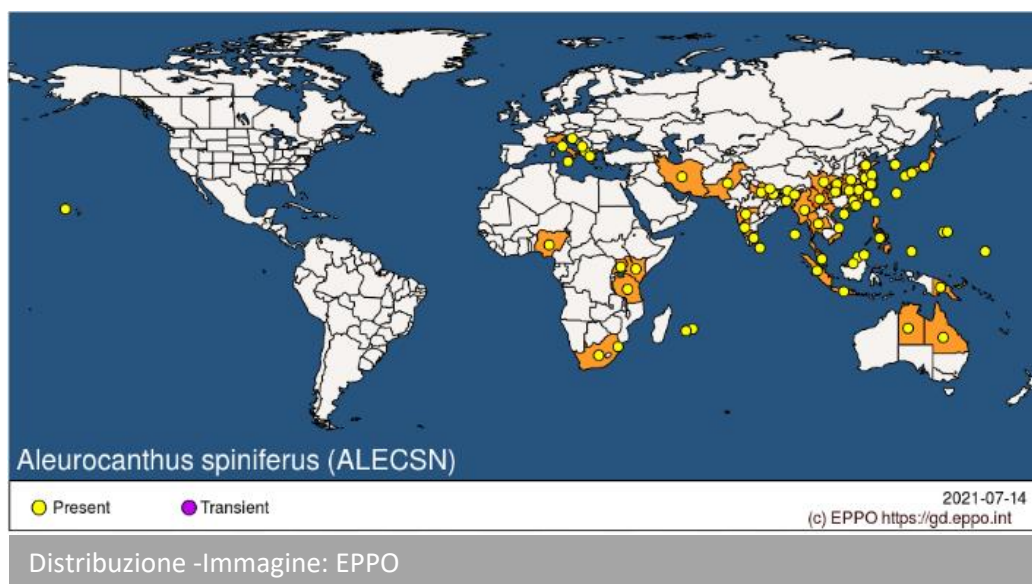 Aleurocanthus spiniferus (ALECSN)
Present
Transient
2021-07-14
(c) EPPO https://gd.eppo.int
Distribuzione -Immagine: EPPO